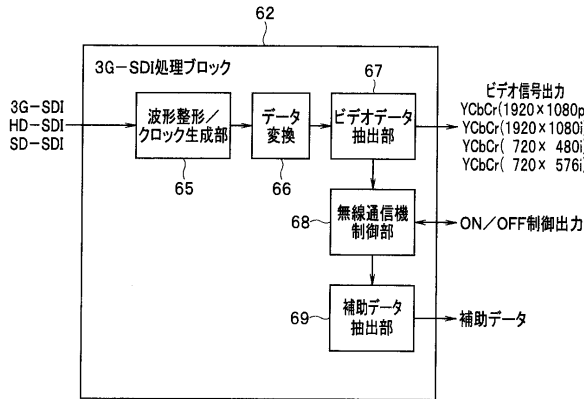 62
3G-SDI処理ブロック
3G-SDI
HD-SDI
SD-SDI
波形整形/
クロック生成部
65
データ
変換
66
67
ビデオデータ
抽出部
ビデオ信号出力
YCbCr(1920×1080p)
YCbCr(1920×1080i)
YCbCr( 720× 480i)
YCbCr( 720× 576i)
68
無線通信機
制御部
ON/OFF制御出力
69
補助データ
抽出部
補助データ